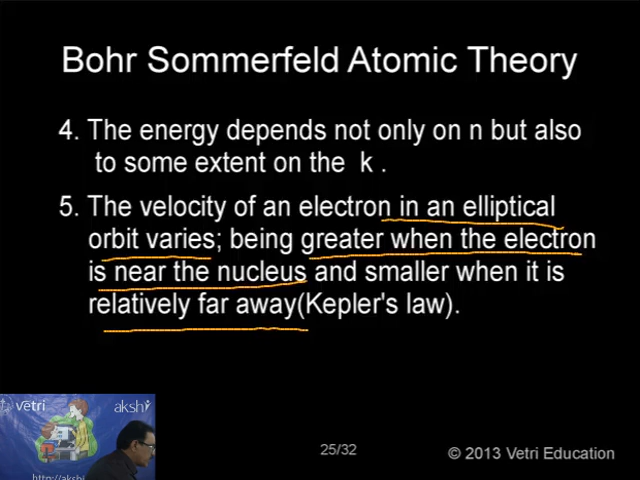 Bohr Sommerfeld Atomic Theory
4. The energy depends not only on n but also
to some extent on the k .
5. The velocity of an electron in an elliptical
orbit varies; being greater when the electron
is near the nucleus and smaller when it is
relatively far away(Kepler's law).
vetri
akshi
http://akshi
25/32
© 2013 Vetri Education